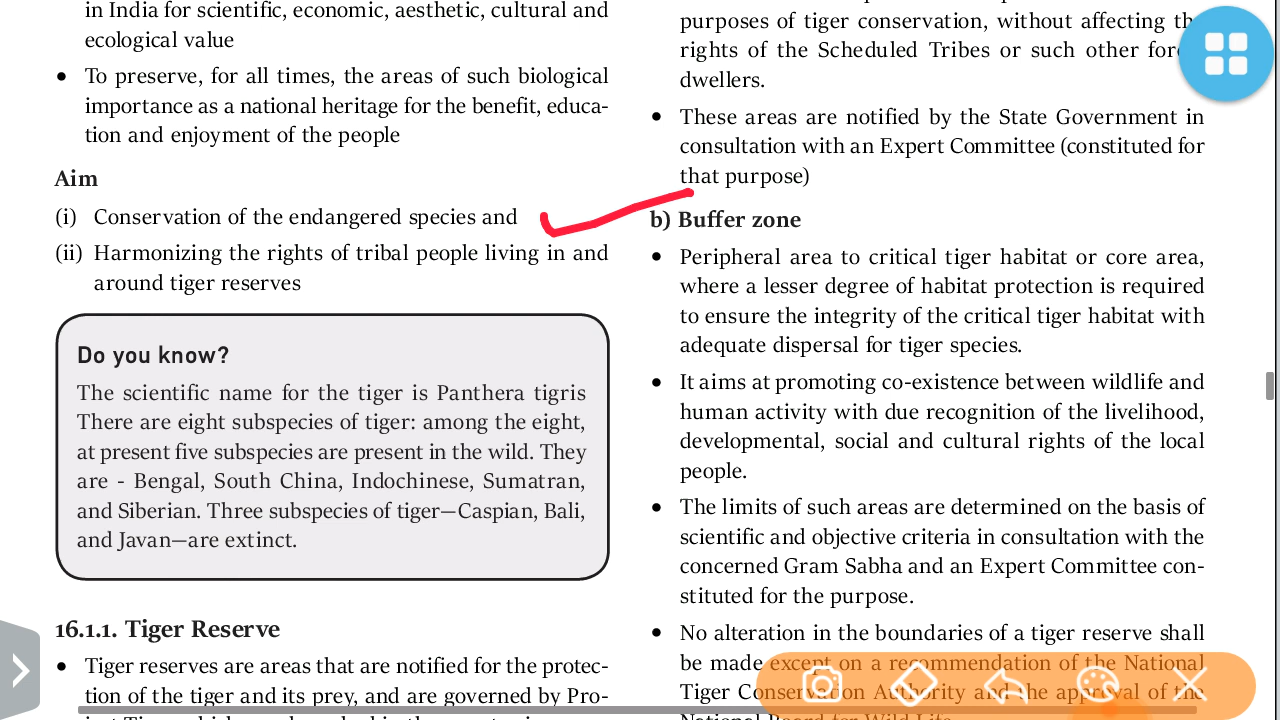 in India for scientific, economic, aesthetic, cultural and
ecological value
● To preserve, for all times, the areas of such biological
importance as a national heritage for the benefit, educa-
tion and enjoyment of the people
Aim
(i) Conservation of the endangered species and
(ii) Harmonizing the rights of tribal people living in and
around tiger reserves
Do you know?
The scientific name for the tiger is Panthera tigris
There are eight subspecies of tiger: among the eight,
at present five subspecies are present in the wild. They
are - Bengal, South China, Indochinese, Sumatran,
and Siberian. Three subspecies of tiger—Caspian, Bali,
and Javan—are extinct.
16.1.1. Tiger Reserve
● Tiger reserves are areas that are notified for the protec-
tion of the tiger and its prey, and are governed by Pro-
purposes of tiger conservation, without affecting the
rights of the Scheduled Tribes or such other
dwellers.
● These areas are notified by the State Government in
consultation with an Expert Committee (constituted for
that purpose)
b) Buffer zone
● Peripheral area to critical tiger habitat or core area,
where a lesser degree of habitat protection is required
to ensure the integrity of the critical tiger habitat with
adequate dispersal for tiger species.
● It aims at promoting co-existence between wildlife and
human activity with due recognition of the livelihood,
developmental, social and cultural rights of the local
people.
● The limits of such areas are determined on the basis of
scientific and objective criteria in consultation with the
concerned Gram Sabha and an Expert Committee con-
stituted for the purpose.
● No alteration in the boundaries of a tiger reserve shall
be made except on a recommendation of the National
Tiger Conservation Authority and the approval of the